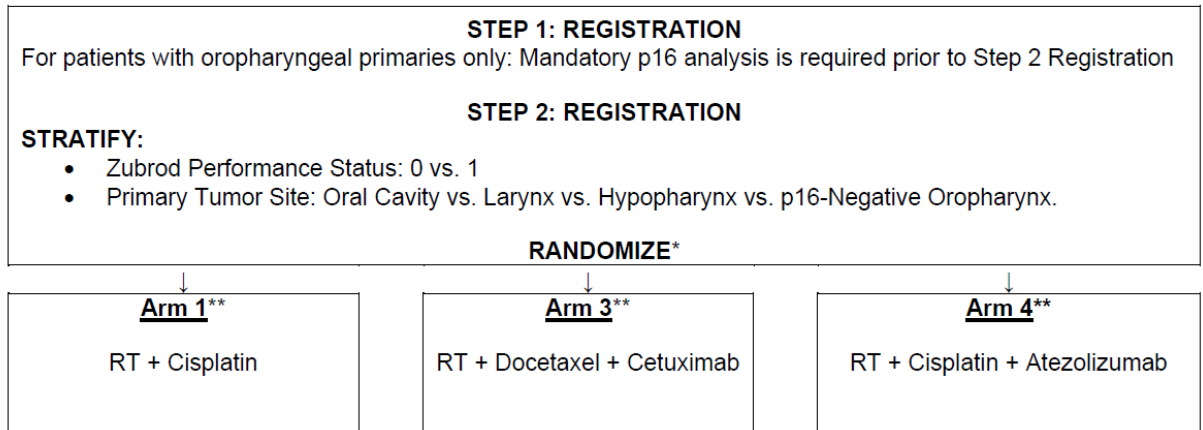 STEP 1: REGISTRATION
For patients with oropharyngeal primaries only: Mandatory p16 analysis is required prior to Step 2 Registration
STEP 2: REGISTRATION
STRATIFY:
• Zubrod Performance Status: 0 vs. 1
• Primary Tumor Site: Oral Cavity vs. Larynx vs. Hypopharynx vs. p16-Negative Oropharynx.
RANDOMIZE*
↓ ↓ ↓
Arm 1** Arm 3** Arm 4**
RT + Cisplatin RT + Docetaxel + Cetuximab RT + Cisplatin + Atezolizumab